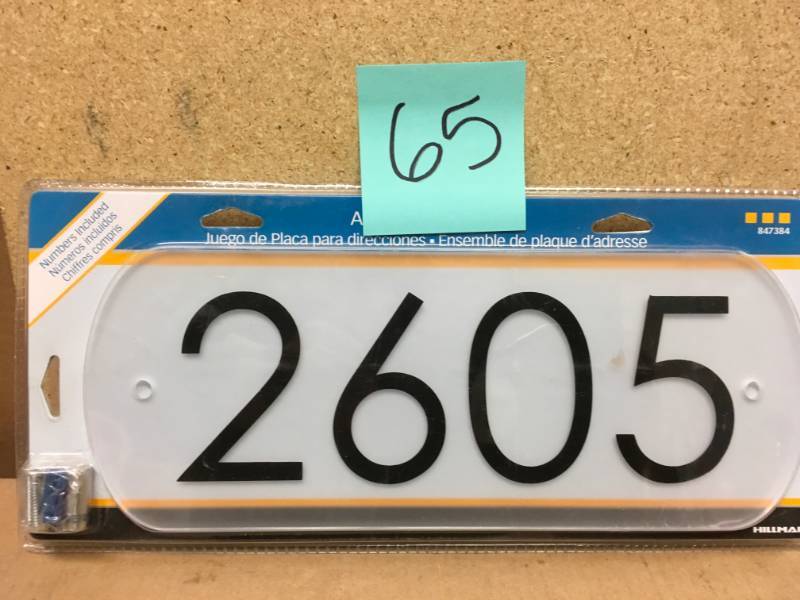 65
Numbers included
Números incluidos
Chiffres compris
847384
Juego de Placa para direcciones • Ensemble de plaque d'adresse
2605